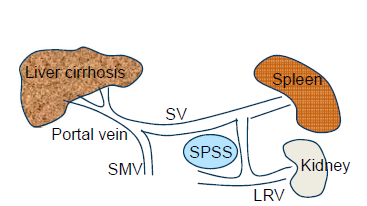 Liver cirrhosis
Spleen
SV
Portal vein
SPSS
SMV
Kidney
LRV